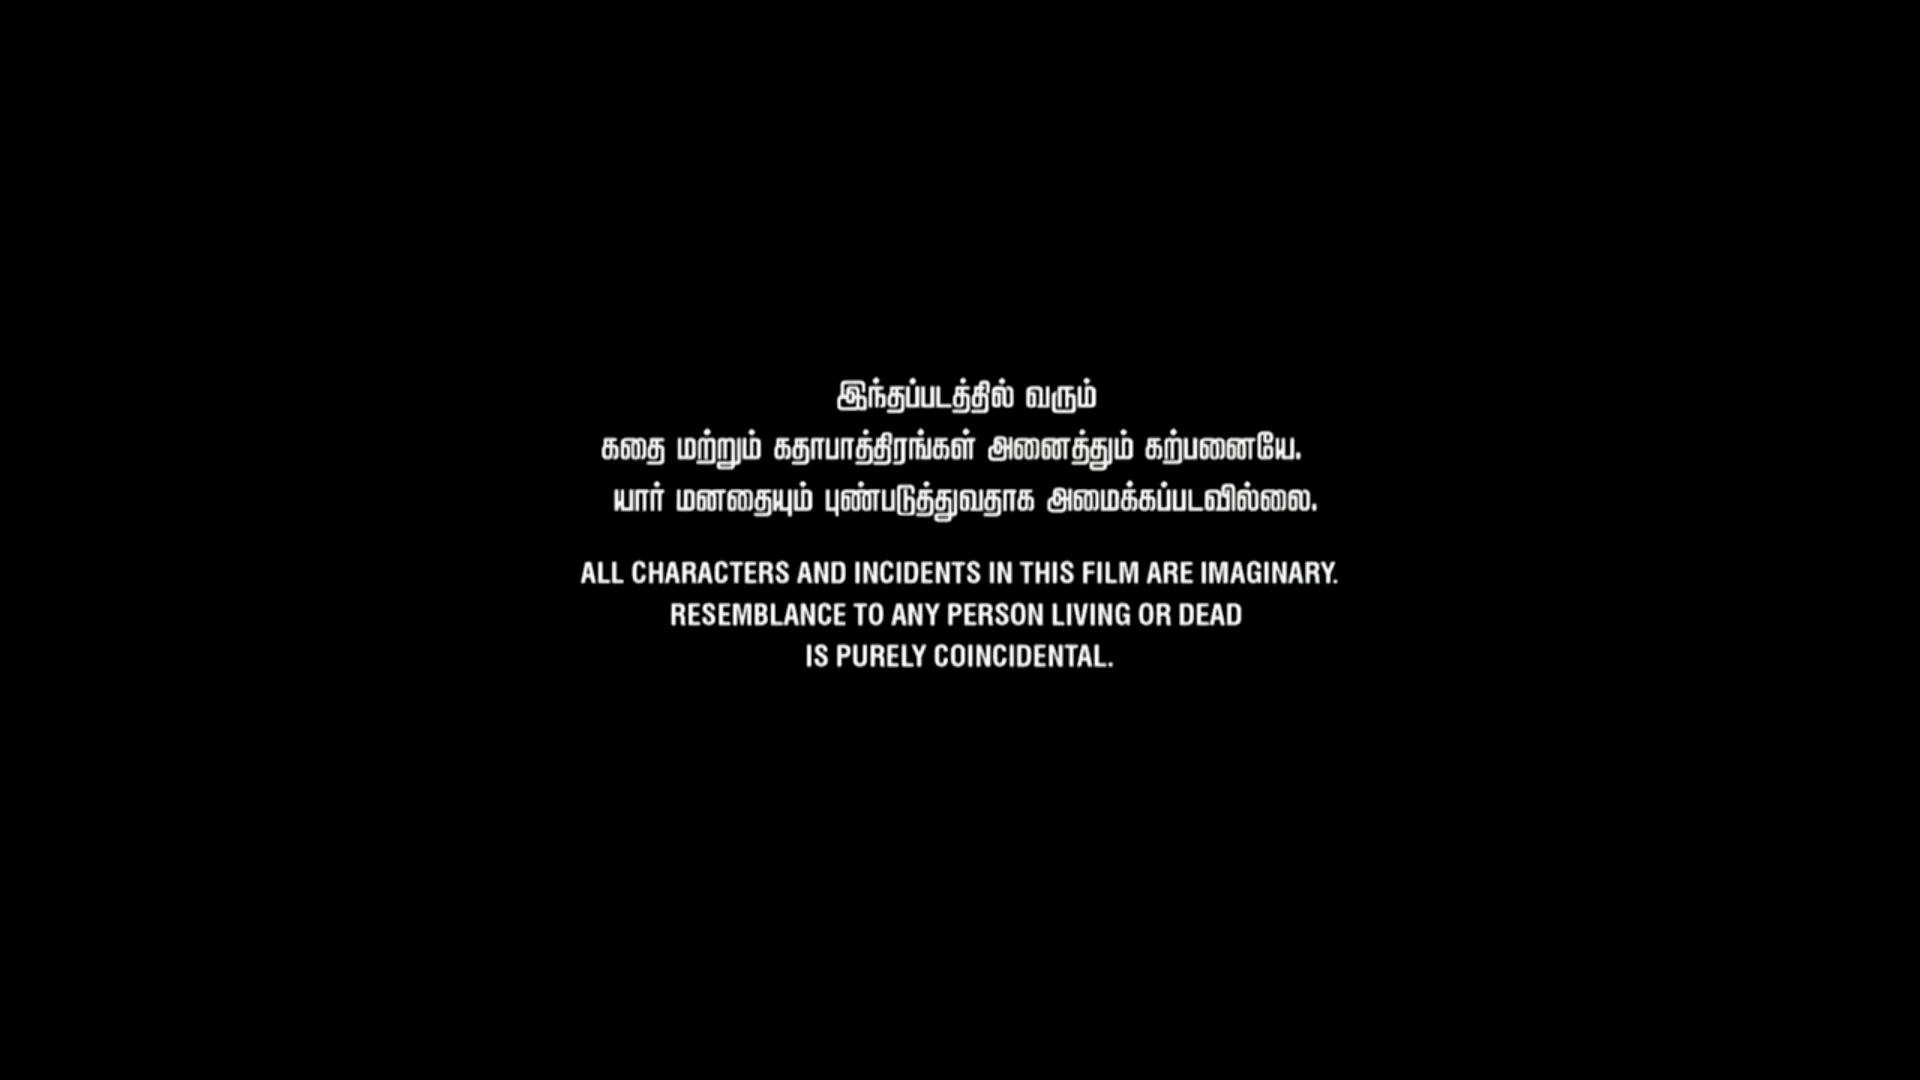 இந்தப்படத்தில் வரும்
கதை மற்றும் கதாபாத்திரங்கள் அனைத்தும் கற்பனையே.
யார் மனதையும் புண்படுத்துவதாக அமைக்கப்படவில்லை.
ALL CHARACTERS AND INCIDENTS IN THIS FILM ARE IMAGINARY.
RESEMBLANCE TO ANY PERSON LIVING OR DEAD
IS PURELY COINCIDENTAL.